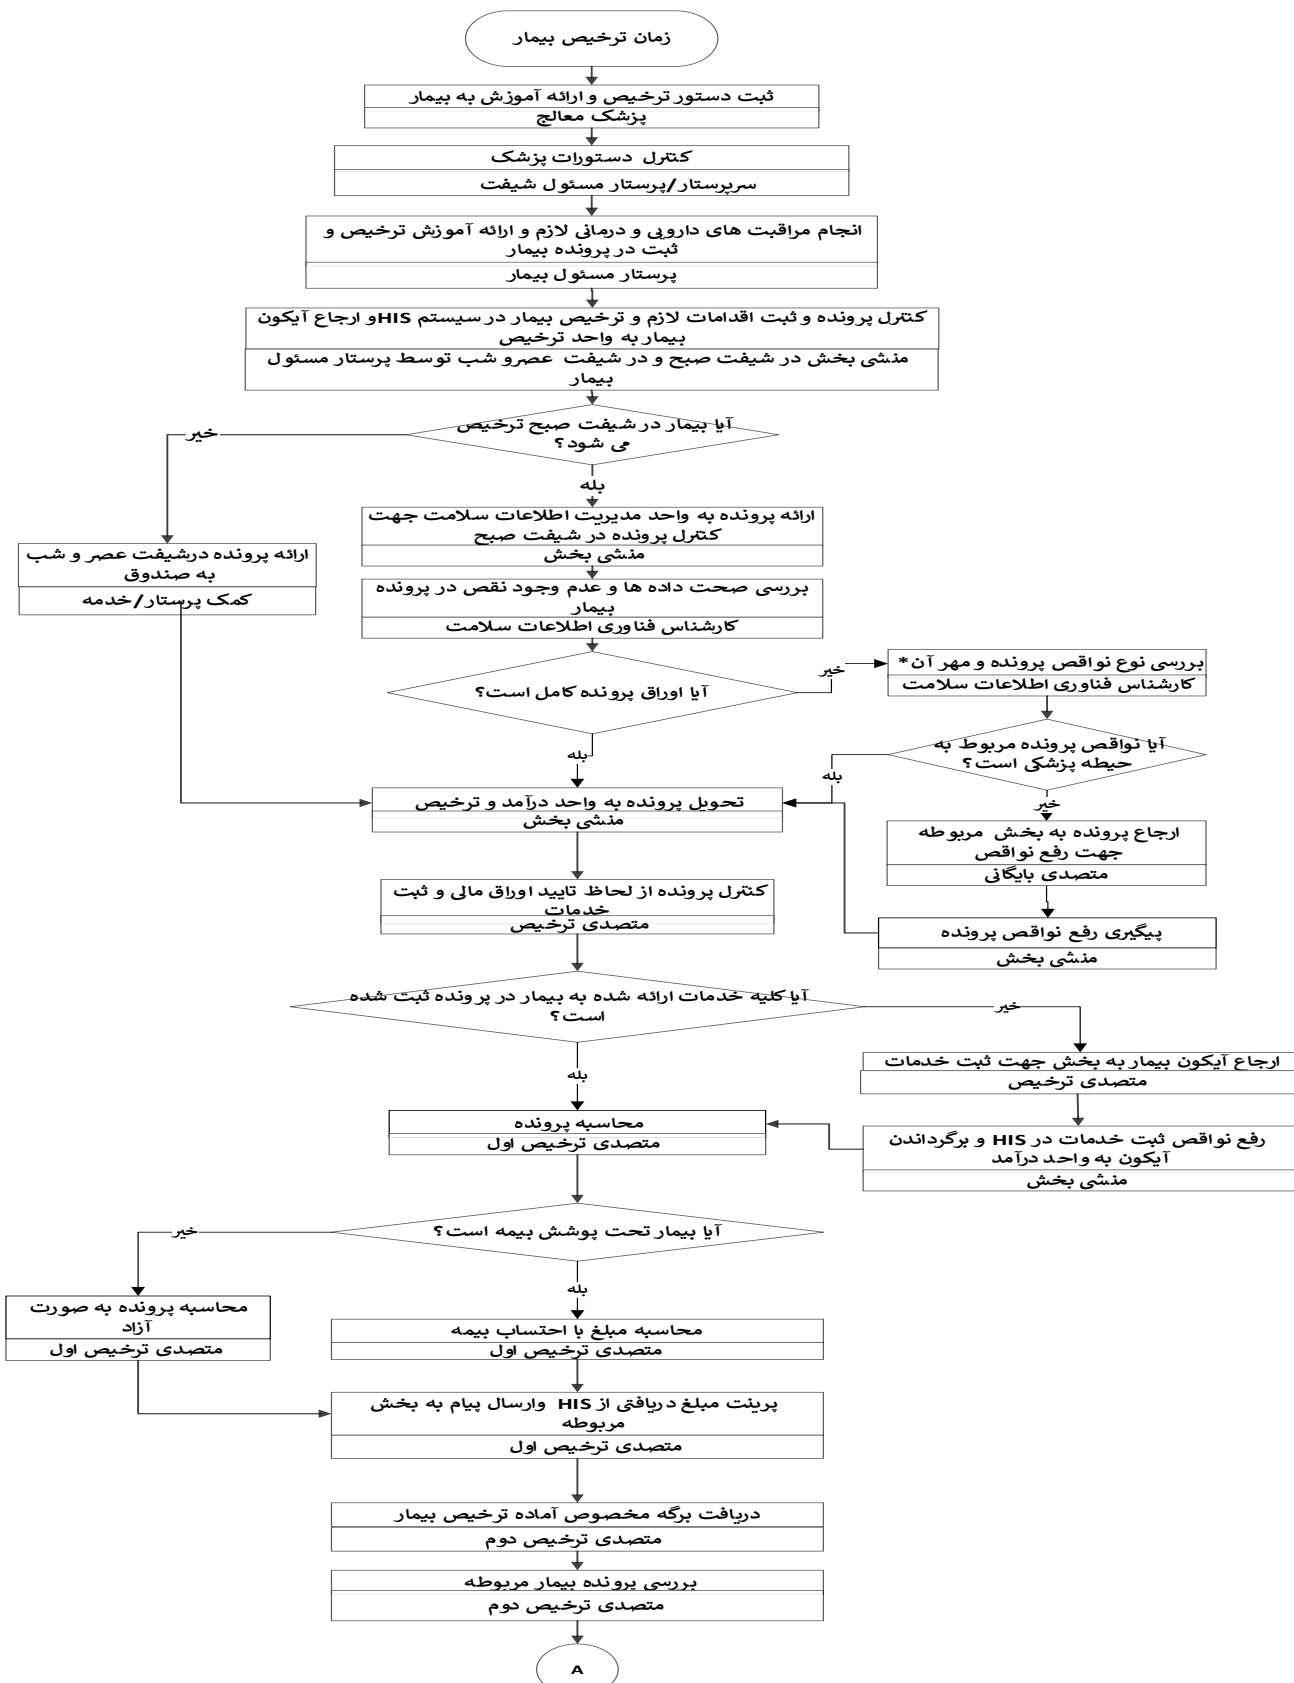 زمان ترخیص بیمار
ثبت دستور ترخیص و ارائه آموزش به بیمار
پزشک معالج
کنترل دستورات پزشک
سرپرستار/پرستار مسئول شیفت
انجام مراقبت های دارویی و درمانی لازم و ارائه آموزش ترخیص و
ثبت در پرونده بیمار
پرستار مسئول بیمار
کنترل پرونده و ثبت اقدامات لازم و ترخیص بیمار در سیستم HISو ارجاع آیکون
بیمار به واحد ترخیص
منشی بخش در شیفت صبح و در شیفت عصرو شب توسط پرستار مسئول
بیمار
آیا بیمار در شیفت صبح ترخیص
می شود؟
خیر
بله
ارائه پرونده به واحد مدیریت اطلاعات سلامت جهت
کنترل پرونده در شیفت صبح
منشی بخش
ارائه پرونده درشیفت عصر و شب
به صندوق
کمک پرستار/خدمه
بررسی صحت داده ها و عدم وجود نقص در پرونده
بیمار
کارشناس فناوری اطلاعات سلامت
آیا اوراق پرونده کامل است؟
خیر
بررسی نوع نواقص پرونده و مهر آن*
کارشناس فناوری اطلاعات سلامت
آیا نواقص پرونده مربوط به
حیطه پزشکی است؟
بله
بله
خیر
تحویل پرونده به واحد درآمد و ترخیص
منشی بخش
ارجاع پرونده به بخش مربوطه
جهت رفع نواقص
متصدی بایگانی
کنترل پرونده از لحاظ تایید اوراق مالی و ثبت
خدمات
متصدی ترخیص
پیگیری رفع نواقص پرونده
منشی بخش
آیا کلیه خدمات ارائه شده به بیمار در پرونده ثبت شده
است؟
خیر
بله
ارجاع آیکون بیمار به بخش جهت ثبت خدمات
متصدی ترخیص
محاسبه پرونده
متصدی ترخیص اول
رفع نواقص ثبت خدمات در HIS و برگرداندن
آیکون به واحد درآمد
منشی بخش
آیا بیمار تحت پوشش بیمه است؟
خیر
بله
محاسبه پرونده به صورت
آزاد
متصدی ترخیص اول
محاسبه مبلغ با احتساب بیمه
متصدی ترخیص اول
پرینت مبلغ دریافتی از HIS وارسال پیام به بخش
مربوطه
متصدی ترخیص اول
دریافت برگه مخصوص آماده ترخیص بیمار
متصدی ترخیص دوم
بررسی پرونده بیمار مربوطه
متصدی ترخیص دوم
A